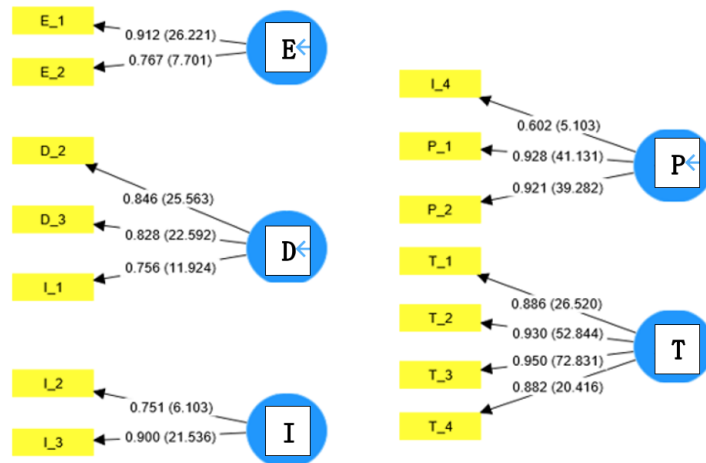 E_1
0.912 (26.221)
E
E_2
0.767 (7.701)
D_2
0.846 (25.563)
D_3
0.828 (22.592)
D
I_1
0.756 (11.924)
I_2
0.751 (6.103)
I_3
0.900 (21.536)
I
I_4
0.602 (5.103)
P_1
0.928 (41.131)
P
P_2
0.921 (39.282)
T_1
0.886 (26.520)
T_2
0.930 (52.844)
T
T_3
0.950 (72.831)
T_4
0.882 (20.416)